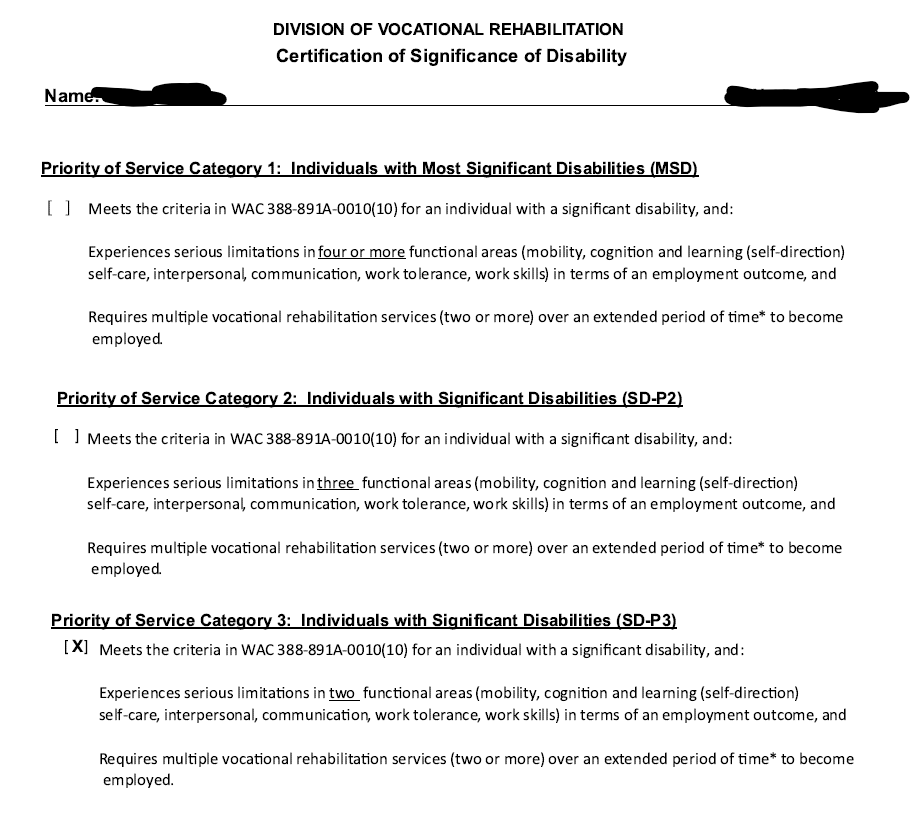 DIVISION OF VOCATIONAL REHABILITATION
Certification of Significance of Disability
Name:
Priority of Service Category 1: Individuals with Most Significant Disabilities (MSD)
[ ] Meets the criteria in WAC 388-891A-0010(10) for an individual with a significant disability, and:
Experiences serious limitations in four or more functional areas (mobility, cognition and learning (self-direction)
self-care, interpersonal, communication, work tolerance, work skills) in terms of an employment outcome, and
Requires multiple vocational rehabilitation services (two or more) over an extended period of time* to become
employed.
Priority of Service Category 2: Individuals with Significant Disabilities (SD-P2)
[ ] Meets the criteria in WAC 388-891A-0010(10) for an individual with a significant disability, and:
Experiences serious limitations in three functional areas (mobility, cognition and learning (self-direction)
self-care, interpersonal, communication, work tolerance, work skills) in terms of an employment outcome, and
Requires multiple vocational rehabilitation services (two or more) over an extended period of time* to become
employed.
Priority of Service Category 3: Individuals with Significant Disabilities (SD-P3)
[X] Meets the criteria in WAC 388-891A-0010(10) for an individual with a significant disability, and:
Experiences serious limitations in two functional areas (mobility, cognition and learning (self-direction)
self-care, interpersonal, communication, work tolerance, work skills) in terms of an employment outcome, and
Requires multiple vocational rehabilitation services (two or more) over an extended period of time* to become
employed.